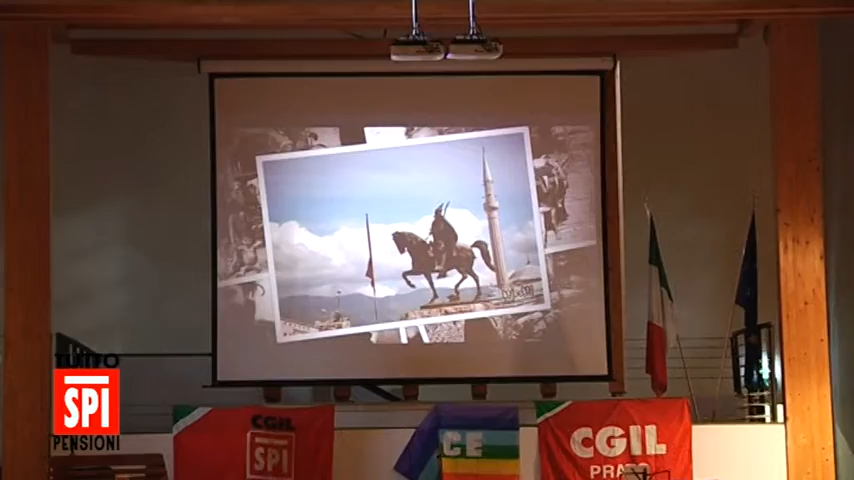 TUTTO
SPI
PENSIONI
CGIL
SPI
CE
CGIL
PRA